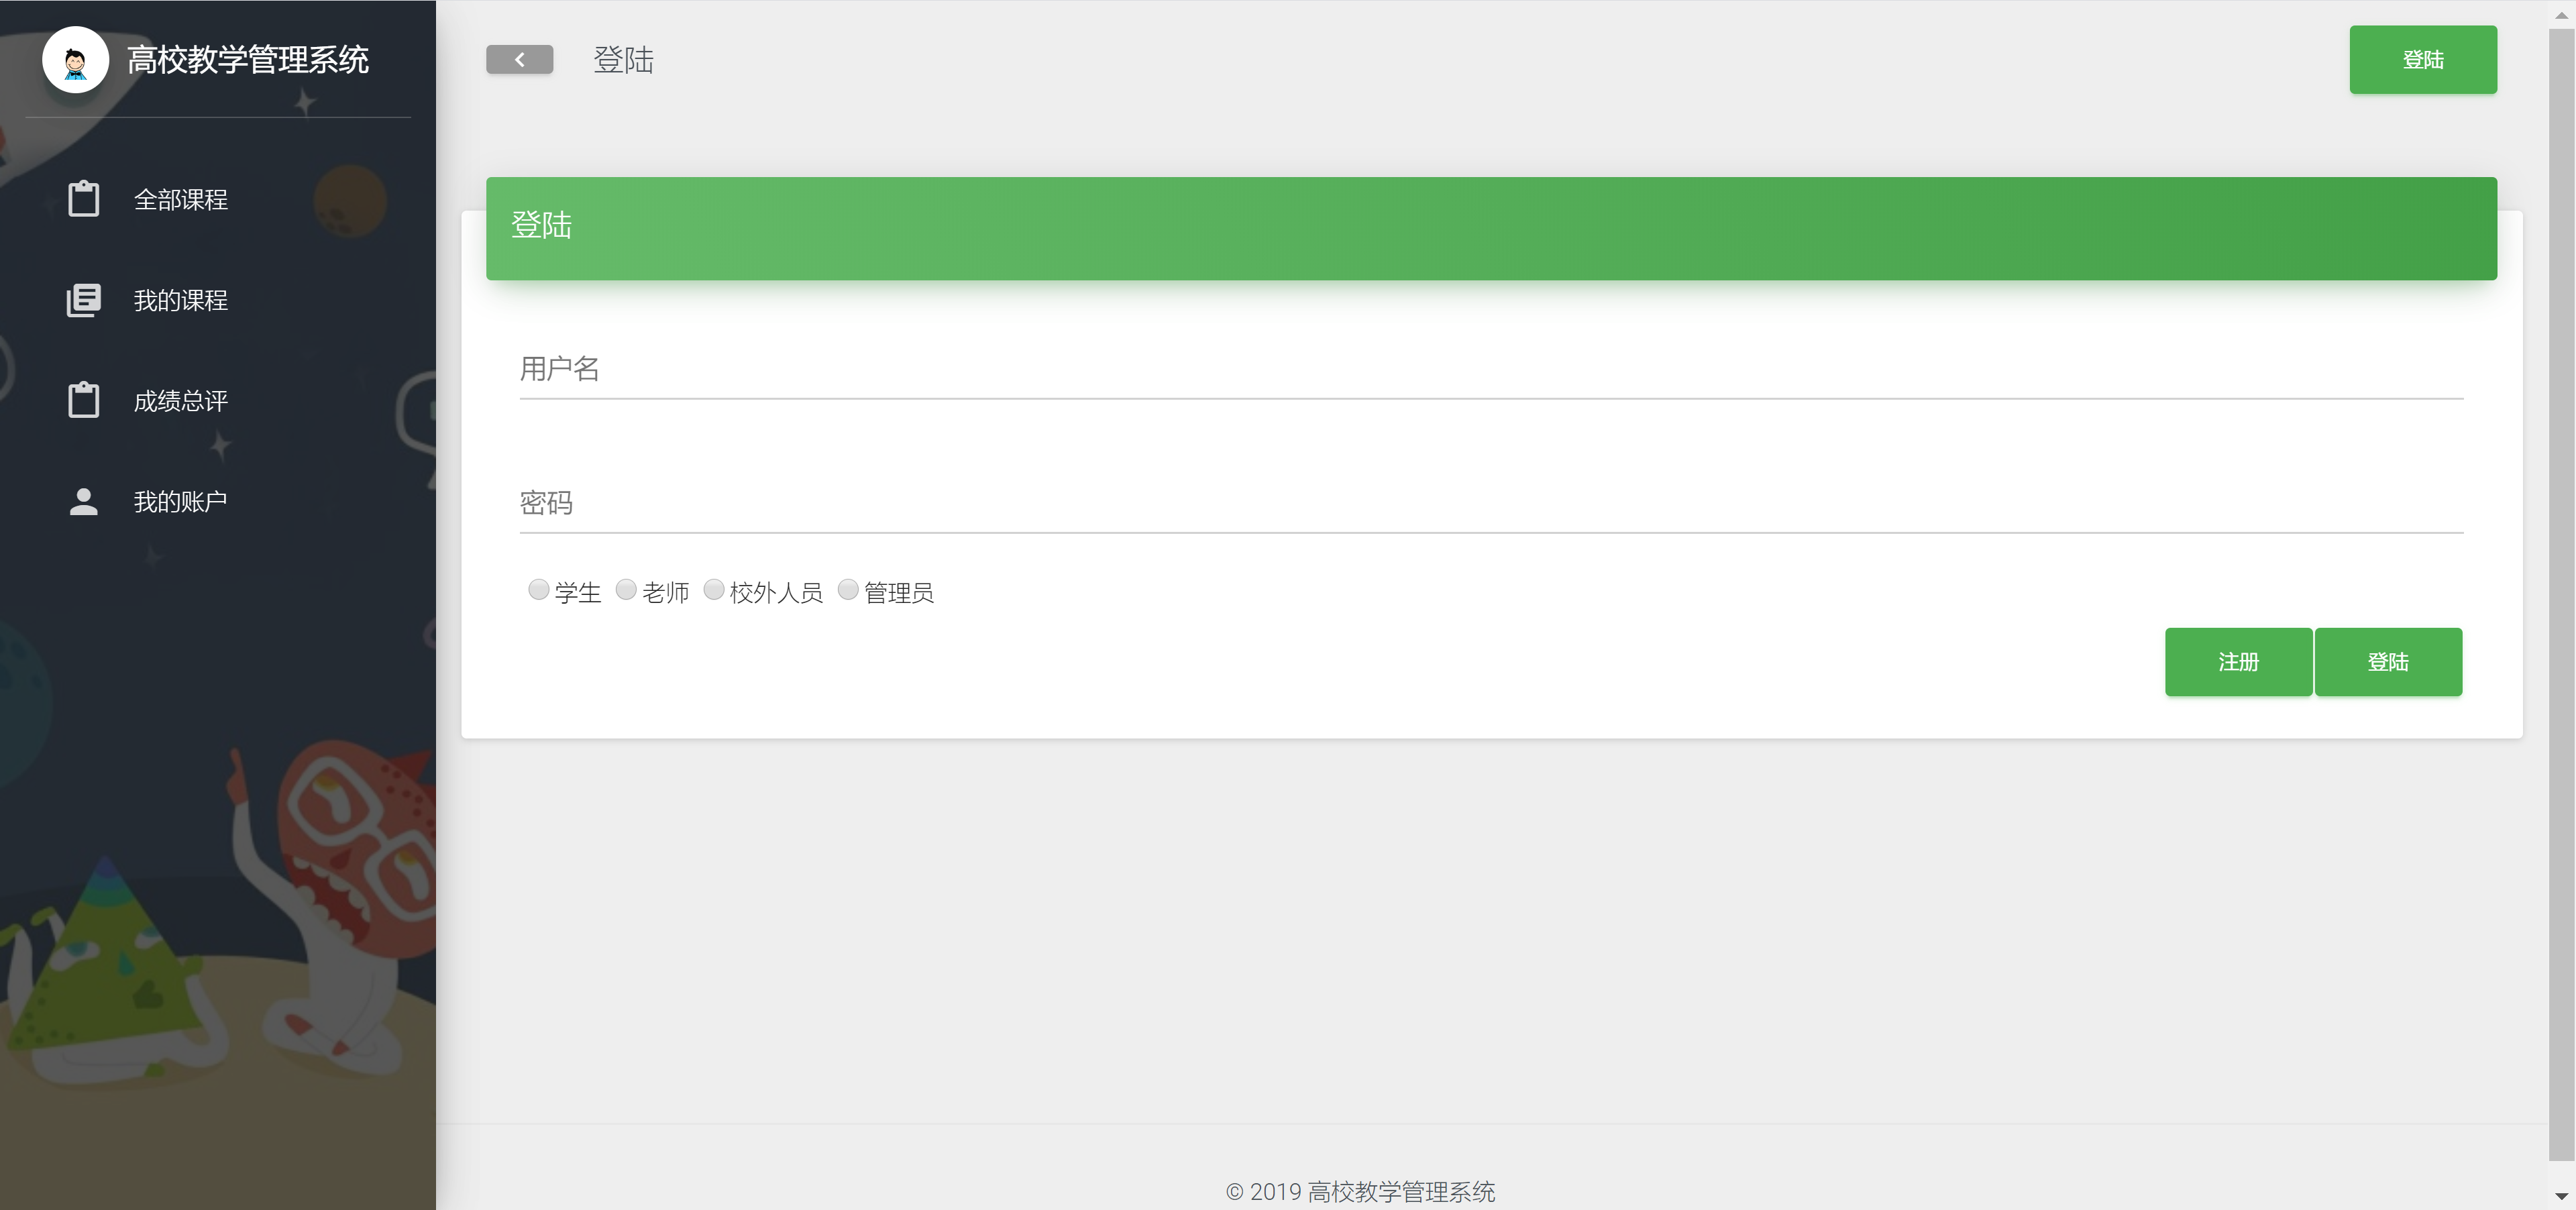 高校教学管理系统
全部课程
我的课程
成绩总评
我的账户
登陆
登陆
登陆
用户名
密码
学生 老师 校外人员 管理员
注册 登陆
© 2019 高校教学管理系统